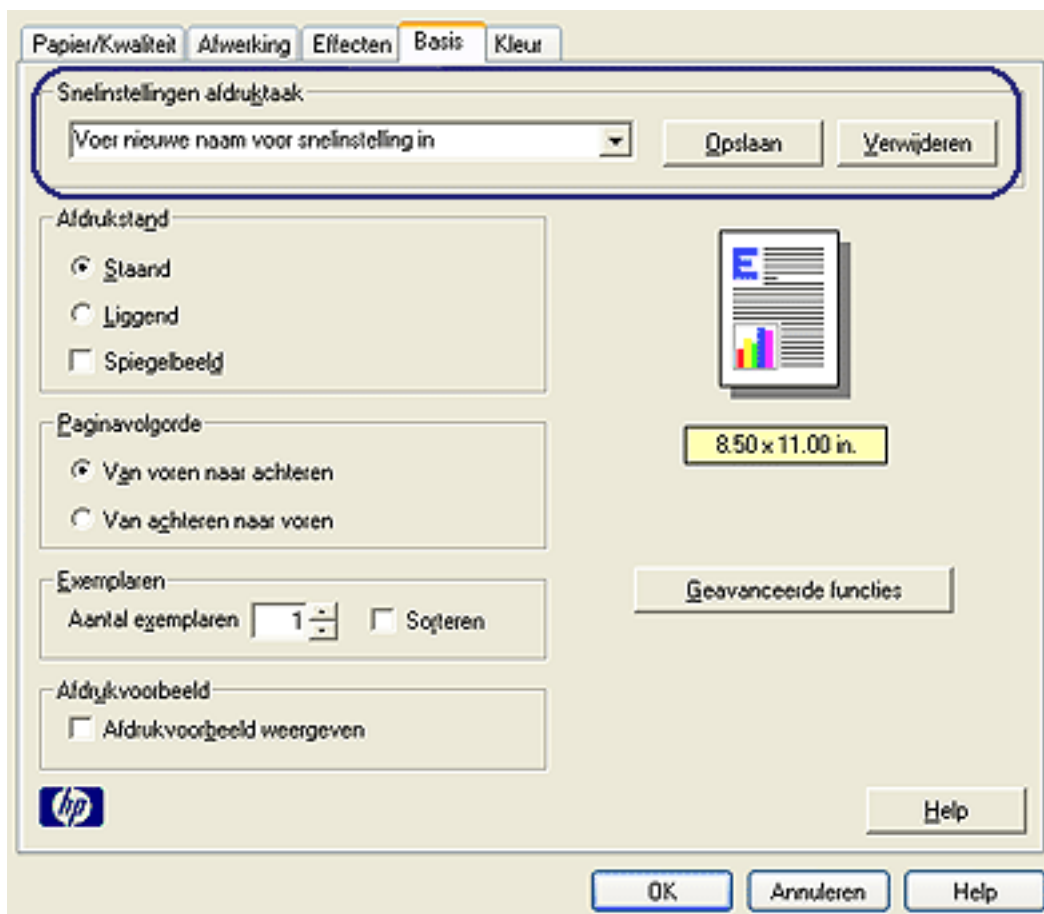 Papier/Kwaliteit Afwerking Effecten Basis Kleur
Snelinstellingen afdruktaak
Voer nieuwe naam voor snelinstelling in Opslaan Verwijderen
Afdrukstand
Staand
Liggend
Spiegelbeeld
E
Paginavolgorde
8.50 x 11.00 in.
Van voren naar achteren
Van achteren naar voren
Exemplaren
Geavanceerde functies
Aantal exemplaren 1 Sorteren
Afdrukvoorbeeld
Afdrukvoorbeeld weergeven
hp
Help
OK Annuleren Help